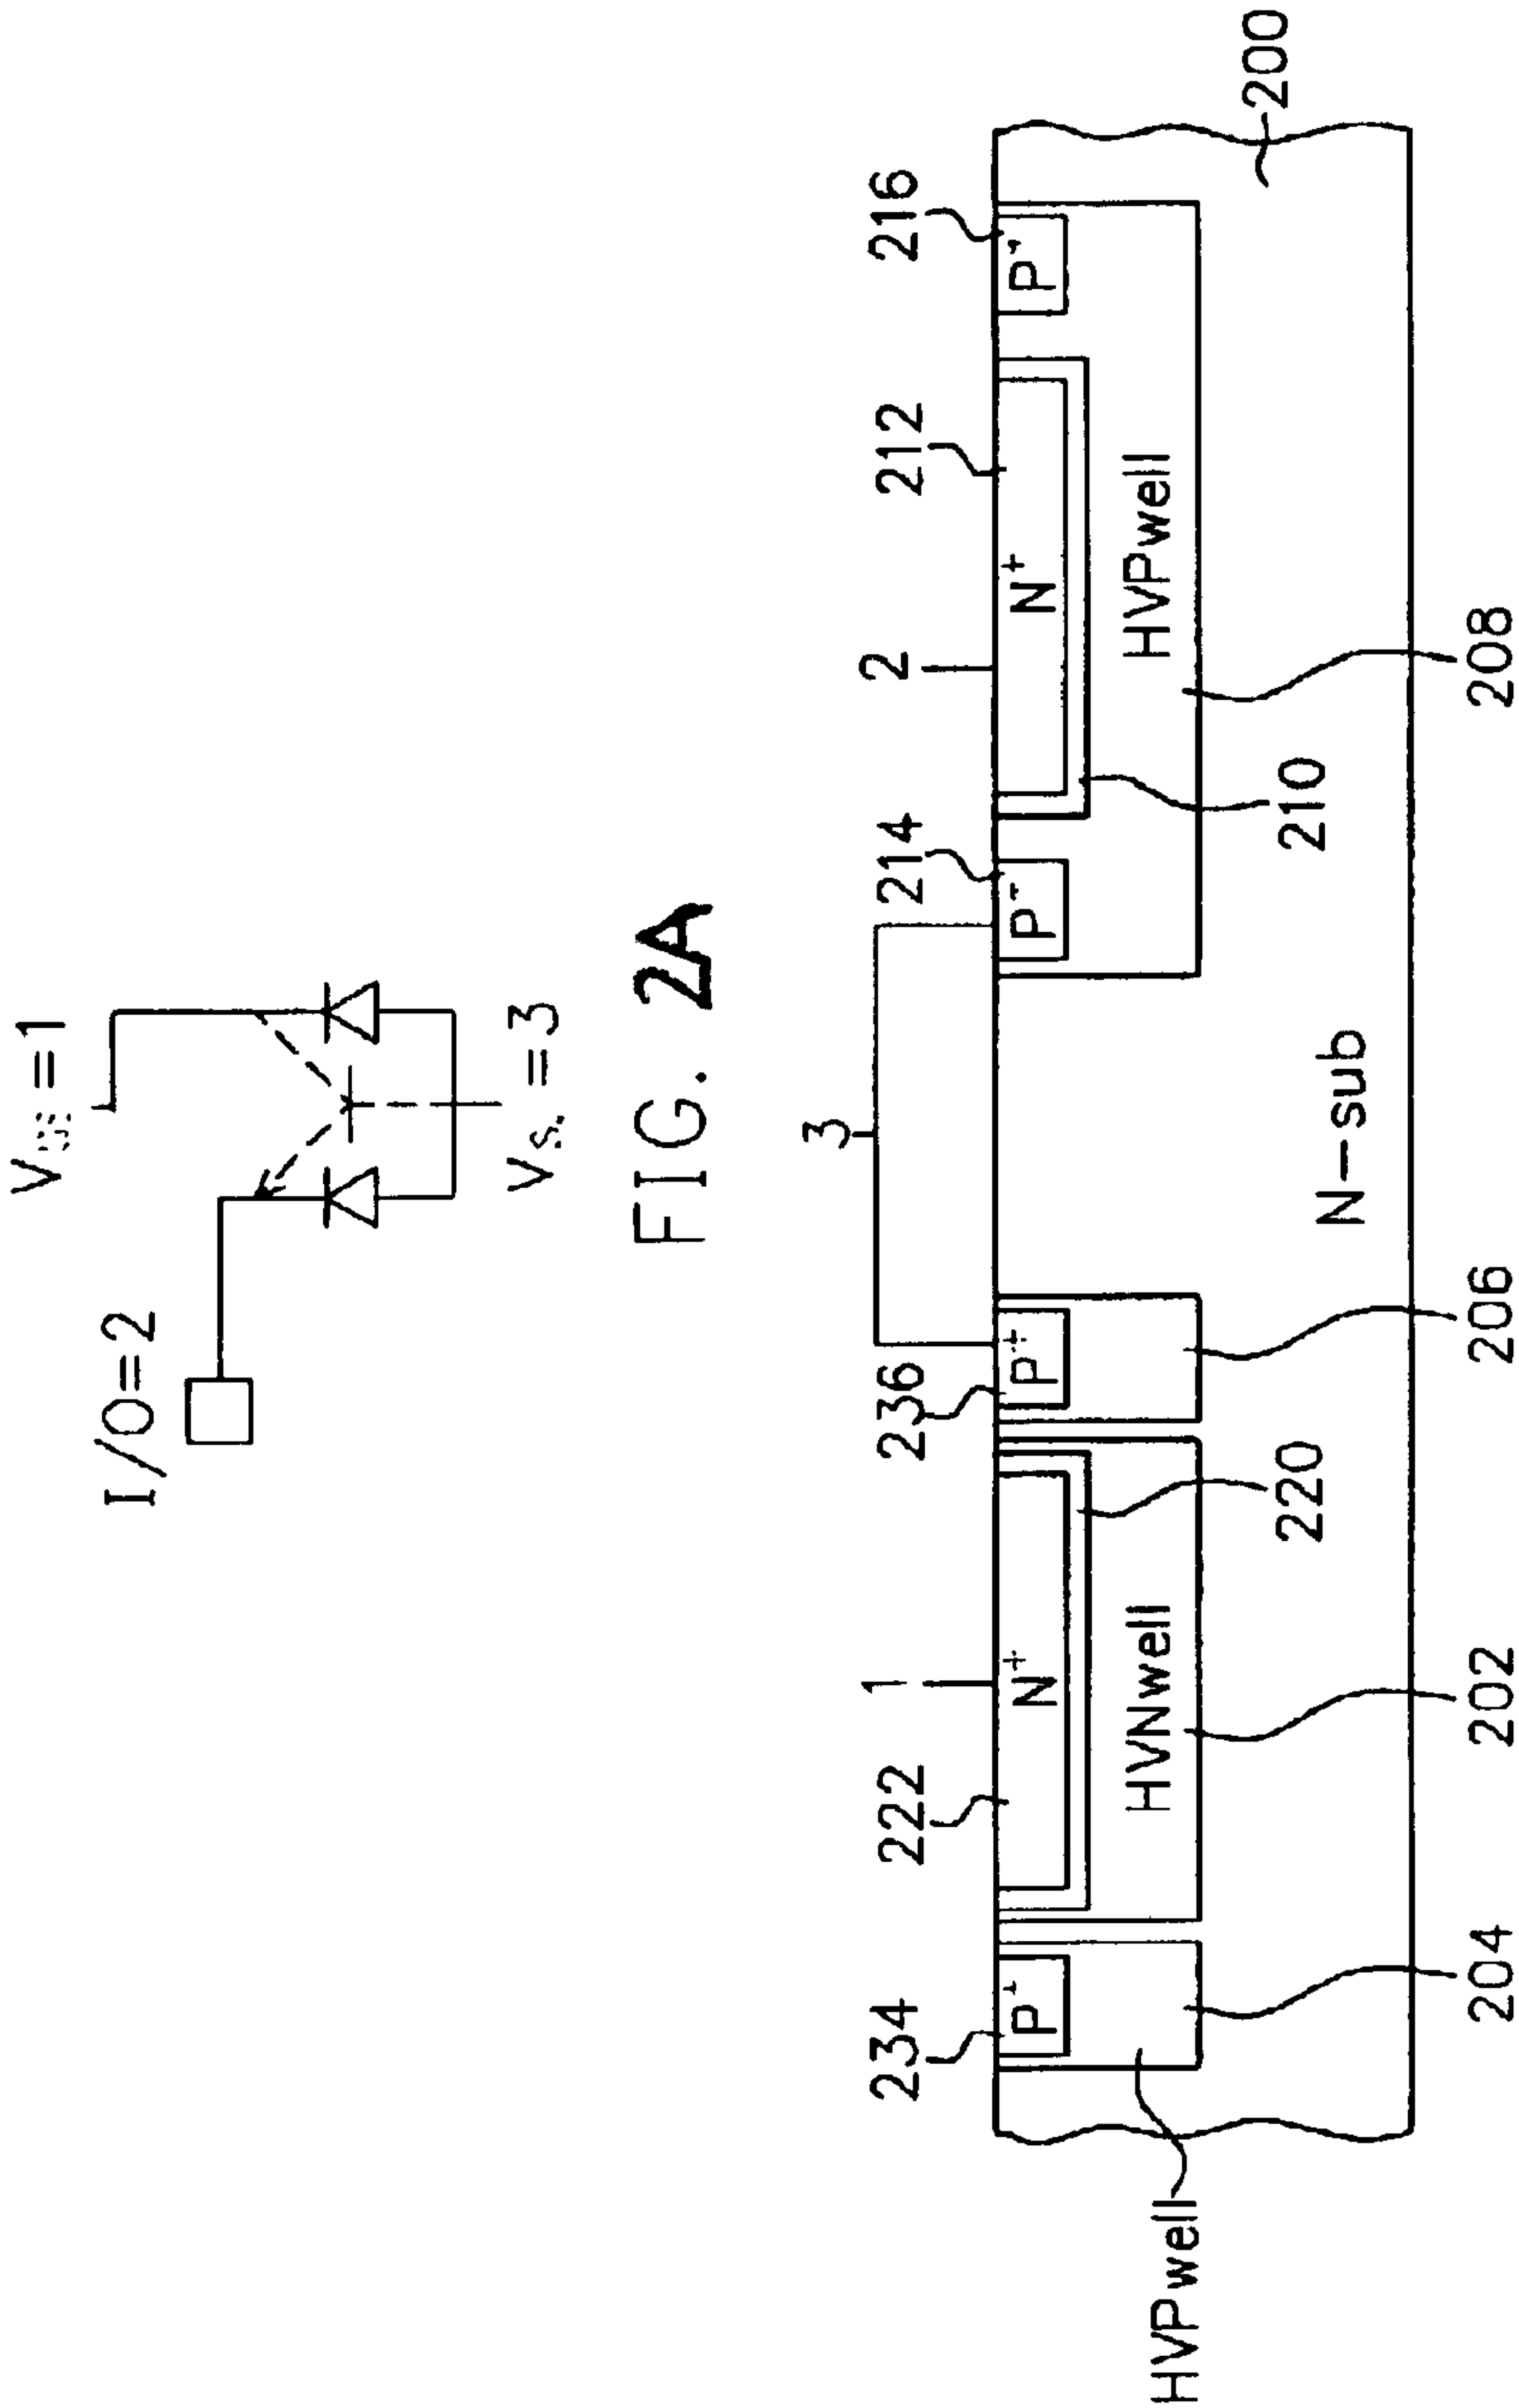 I/O=2
=1
=3
FIG. 2A
3
234
222
1
236
214
2
212
216
P
N+
P+
P
N+
P
HVPwell
HVNwell
HVPwell
220
210
N-sub
200
204
202
206
208